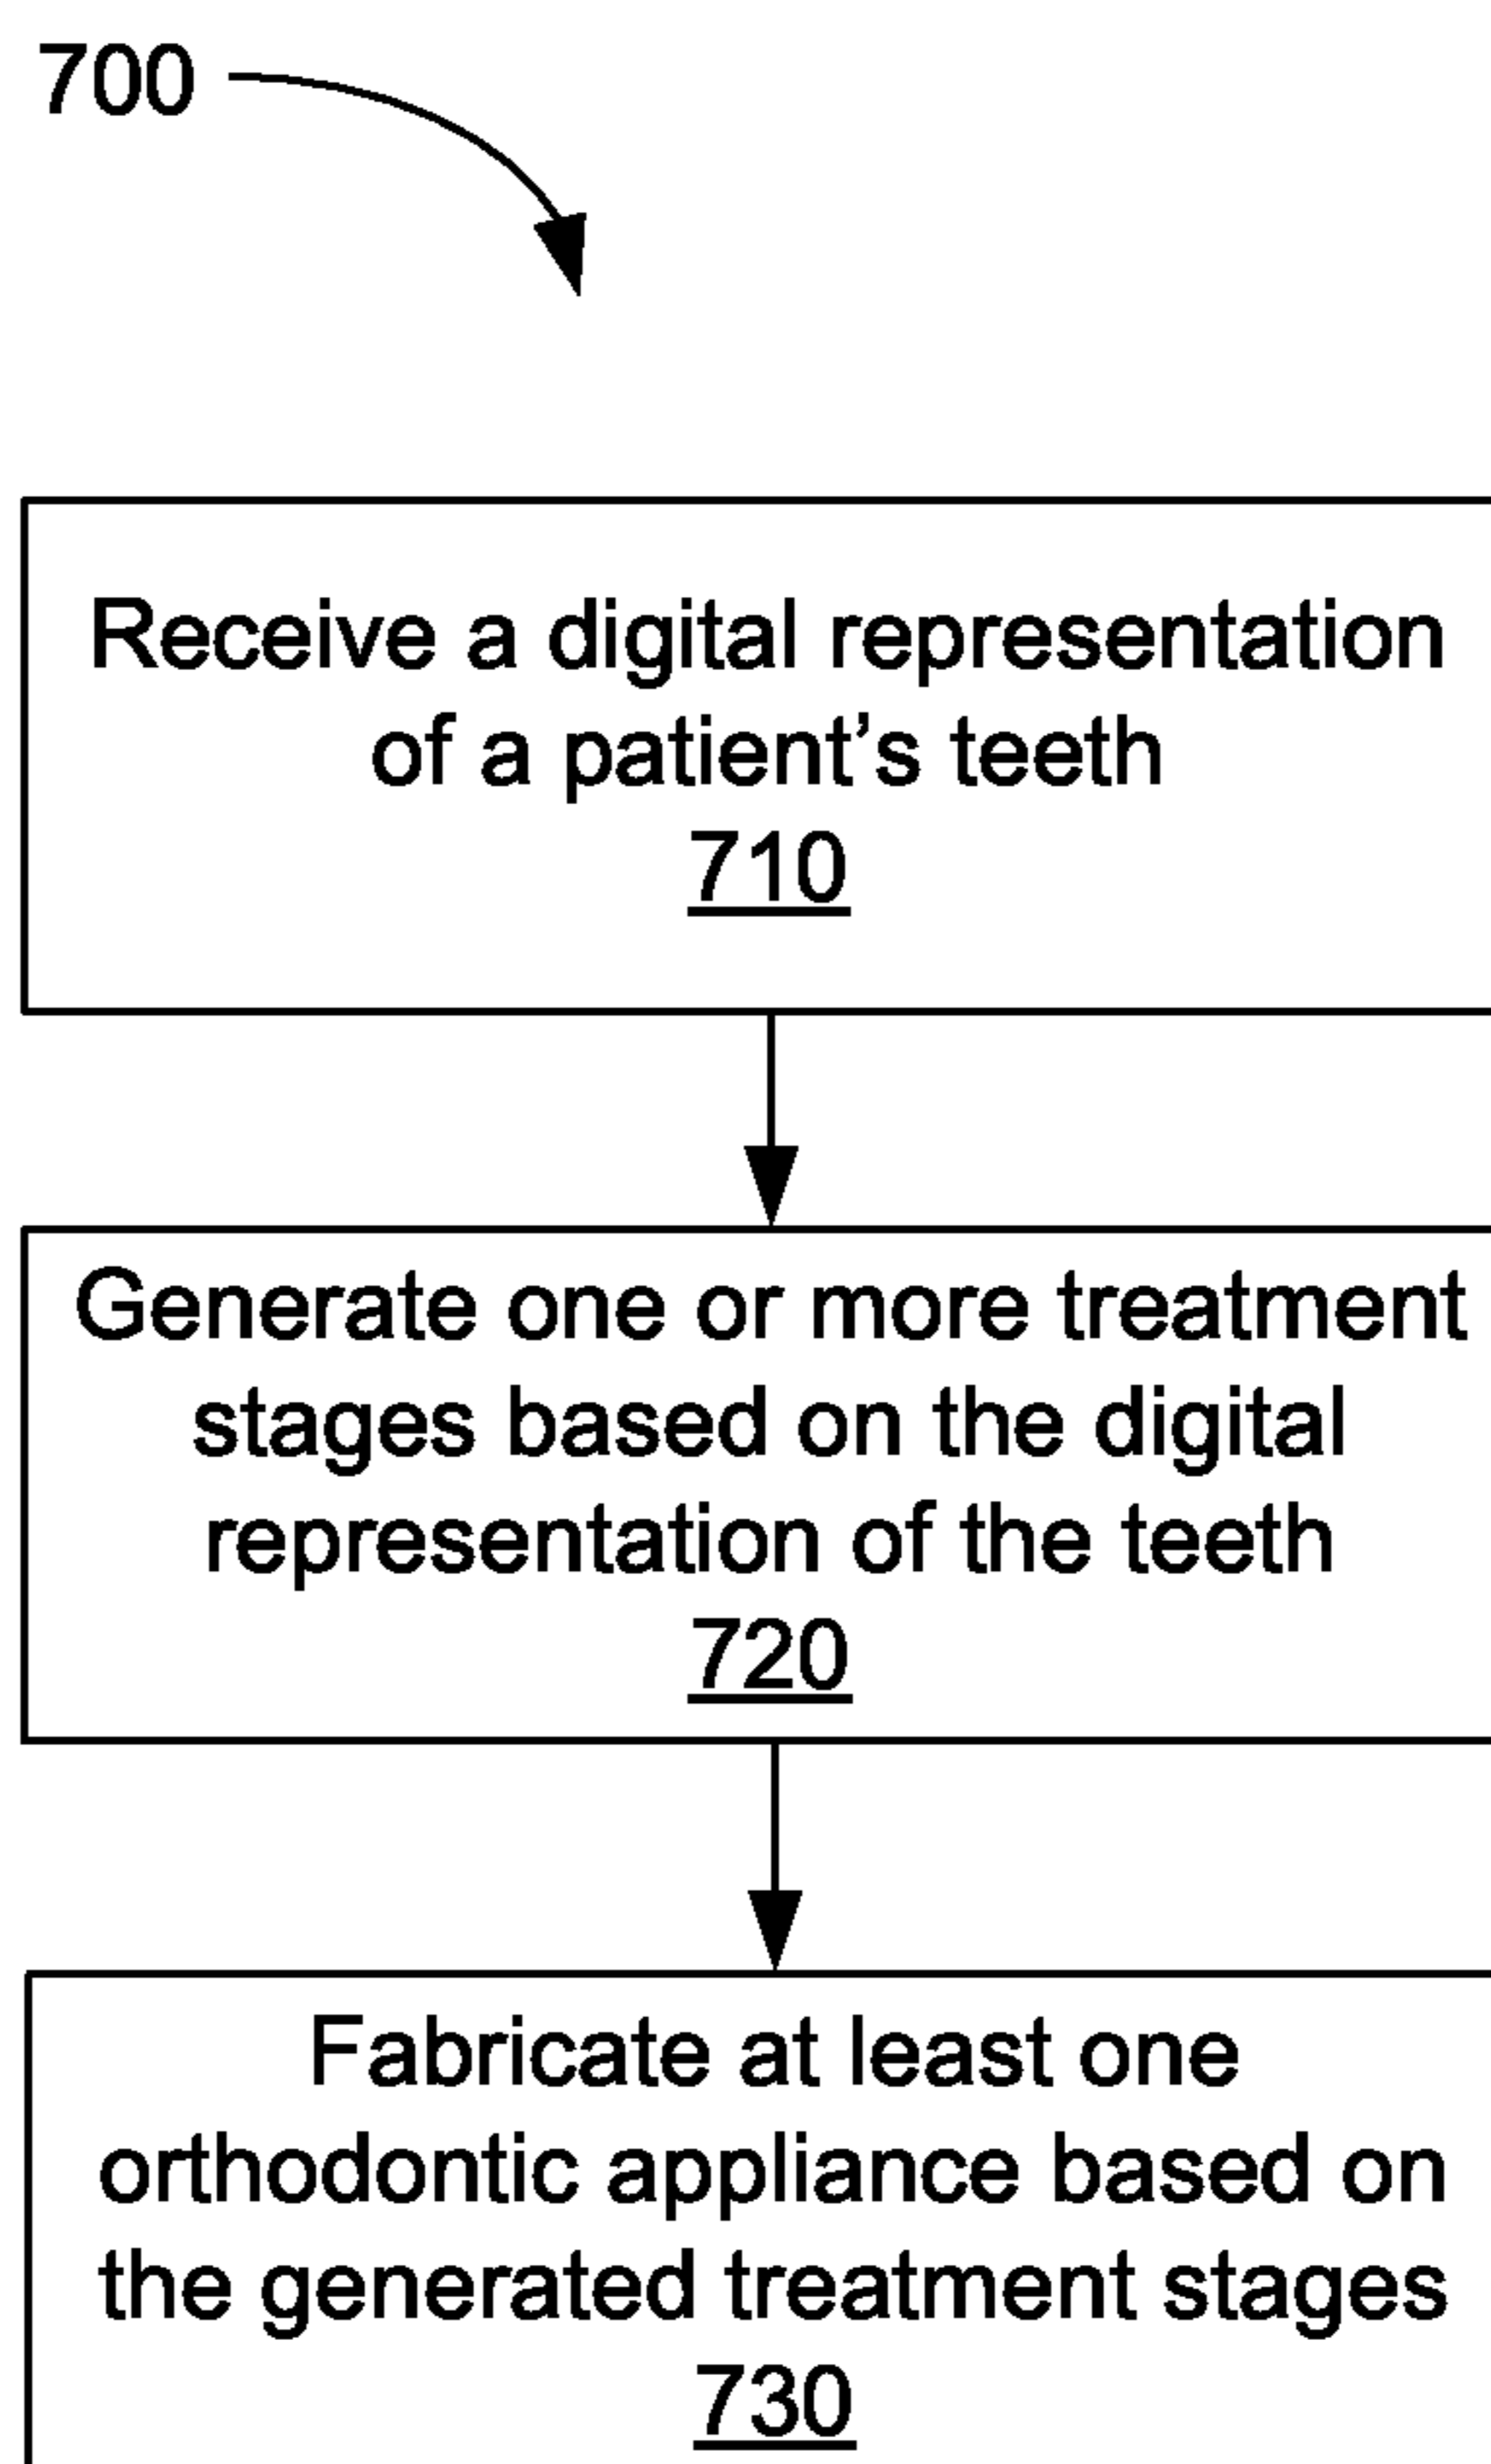 700
Receive a digital representation
of a patient’s teeth
710
Generate one or more treatment
stages based on the digital
representation of the teeth
720
Fabricate at least one
orthodontic appliance based on
the generated treatment stages
730